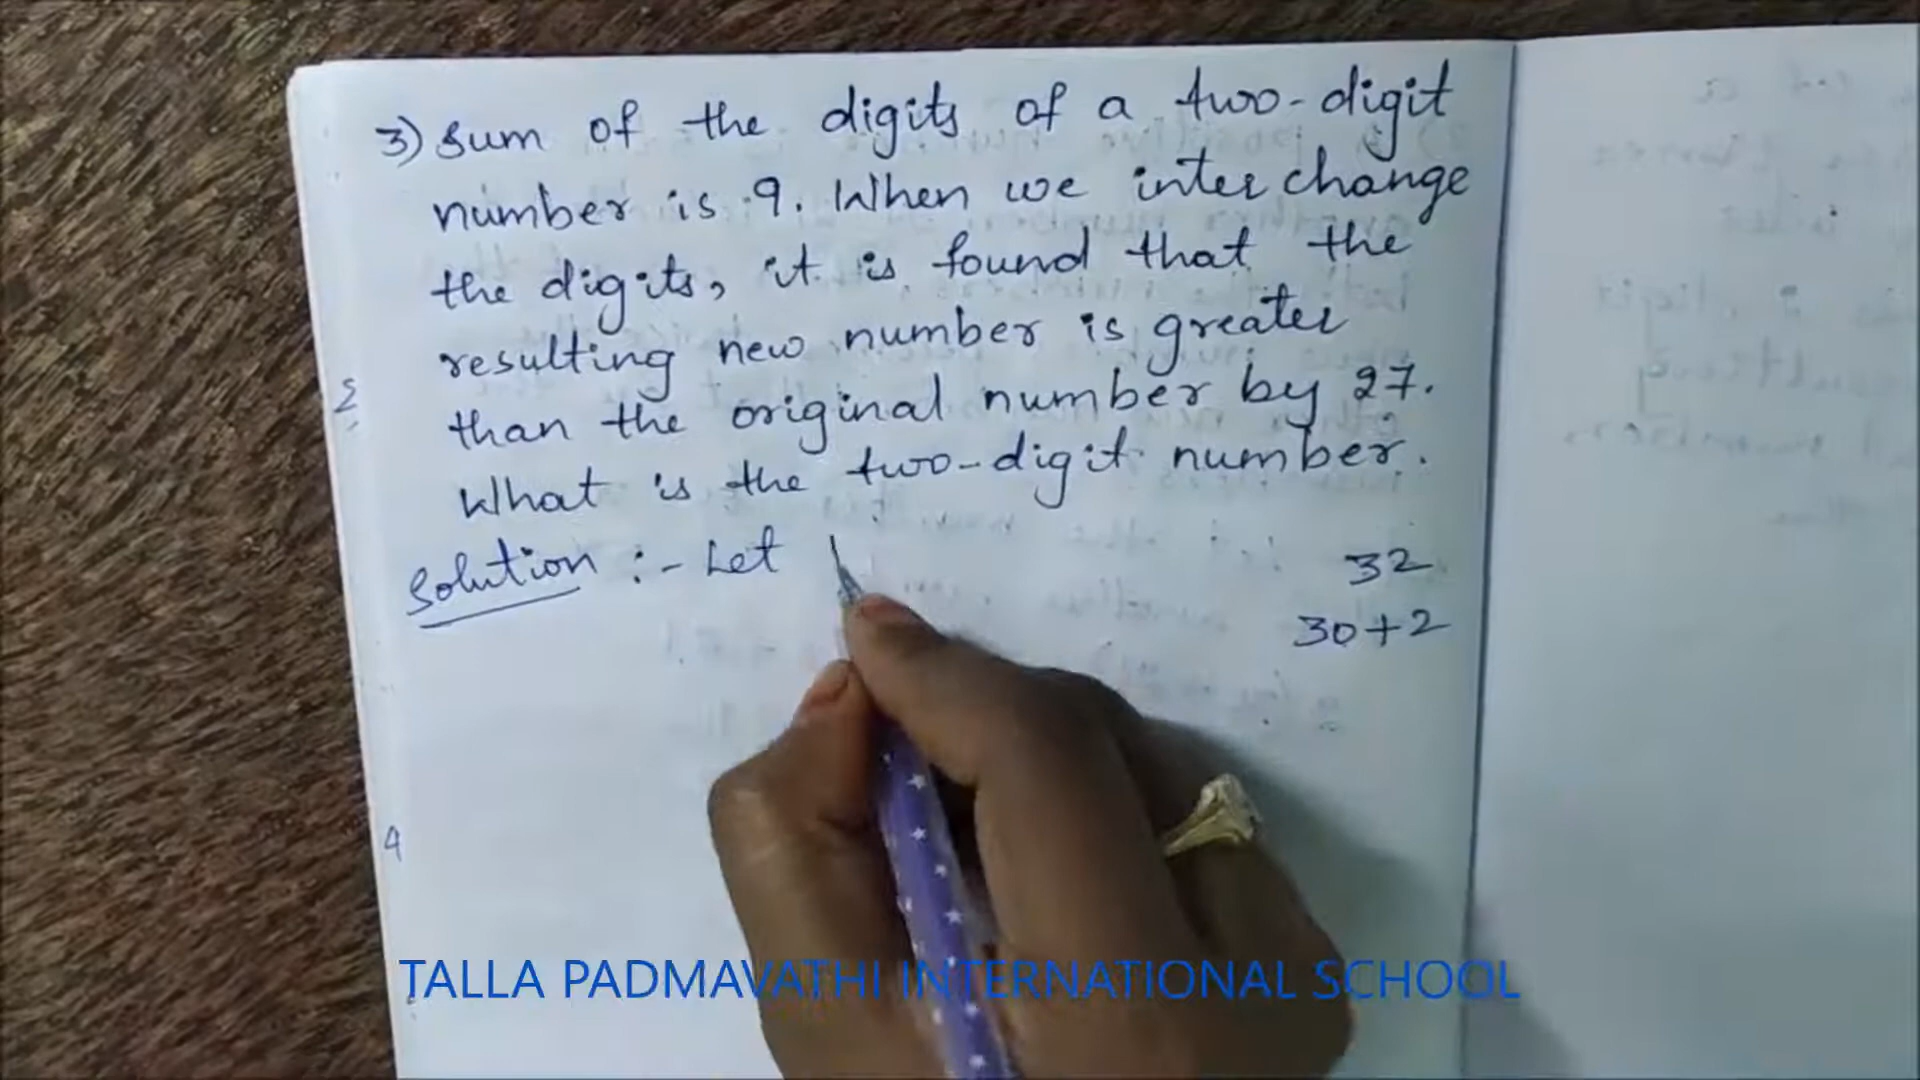 3) Sum of the digits of a two-digit
number is 9. When we interchange
the digits, it is found that the
resulting new number is greater
than the original number by 27.
What is the two-digit number.
Solution :- Let
32
30+2
TALLA PADMAVATHI INTERNATIONAL SCHOOL